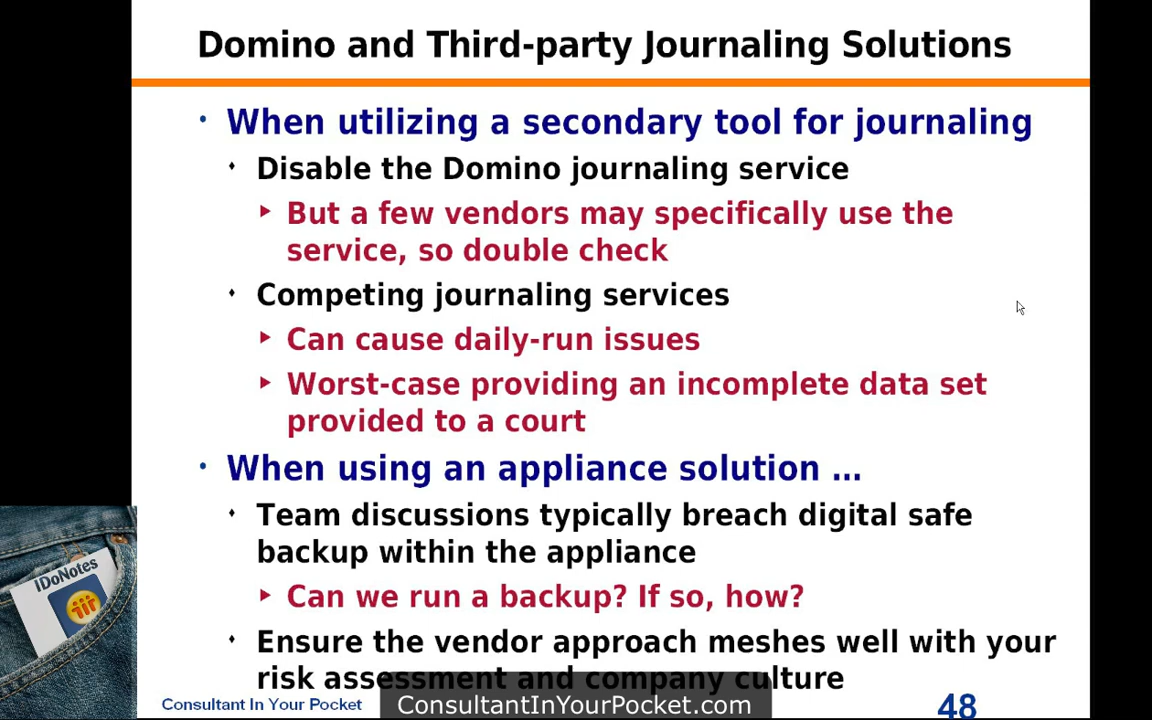 Domino and Third-party Journaling Solutions
• When utilizing a secondary tool for journaling
Disable the Domino journaling service
But a few vendors may specifically use the
service, so double check
Competing journaling services
Can cause daily-run issues
Worst-case providing an incomplete data set
provided to a court
• When using an appliance solution …
Team discussions typically breach digital safe
backup within the appliance
Can we run a backup? If so, how?
Ensure the vendor approach meshes well with your
risk assessment and company culture
IDoNotes
Consultant In Your Pocket
ConsultantInYourPocket.com
48